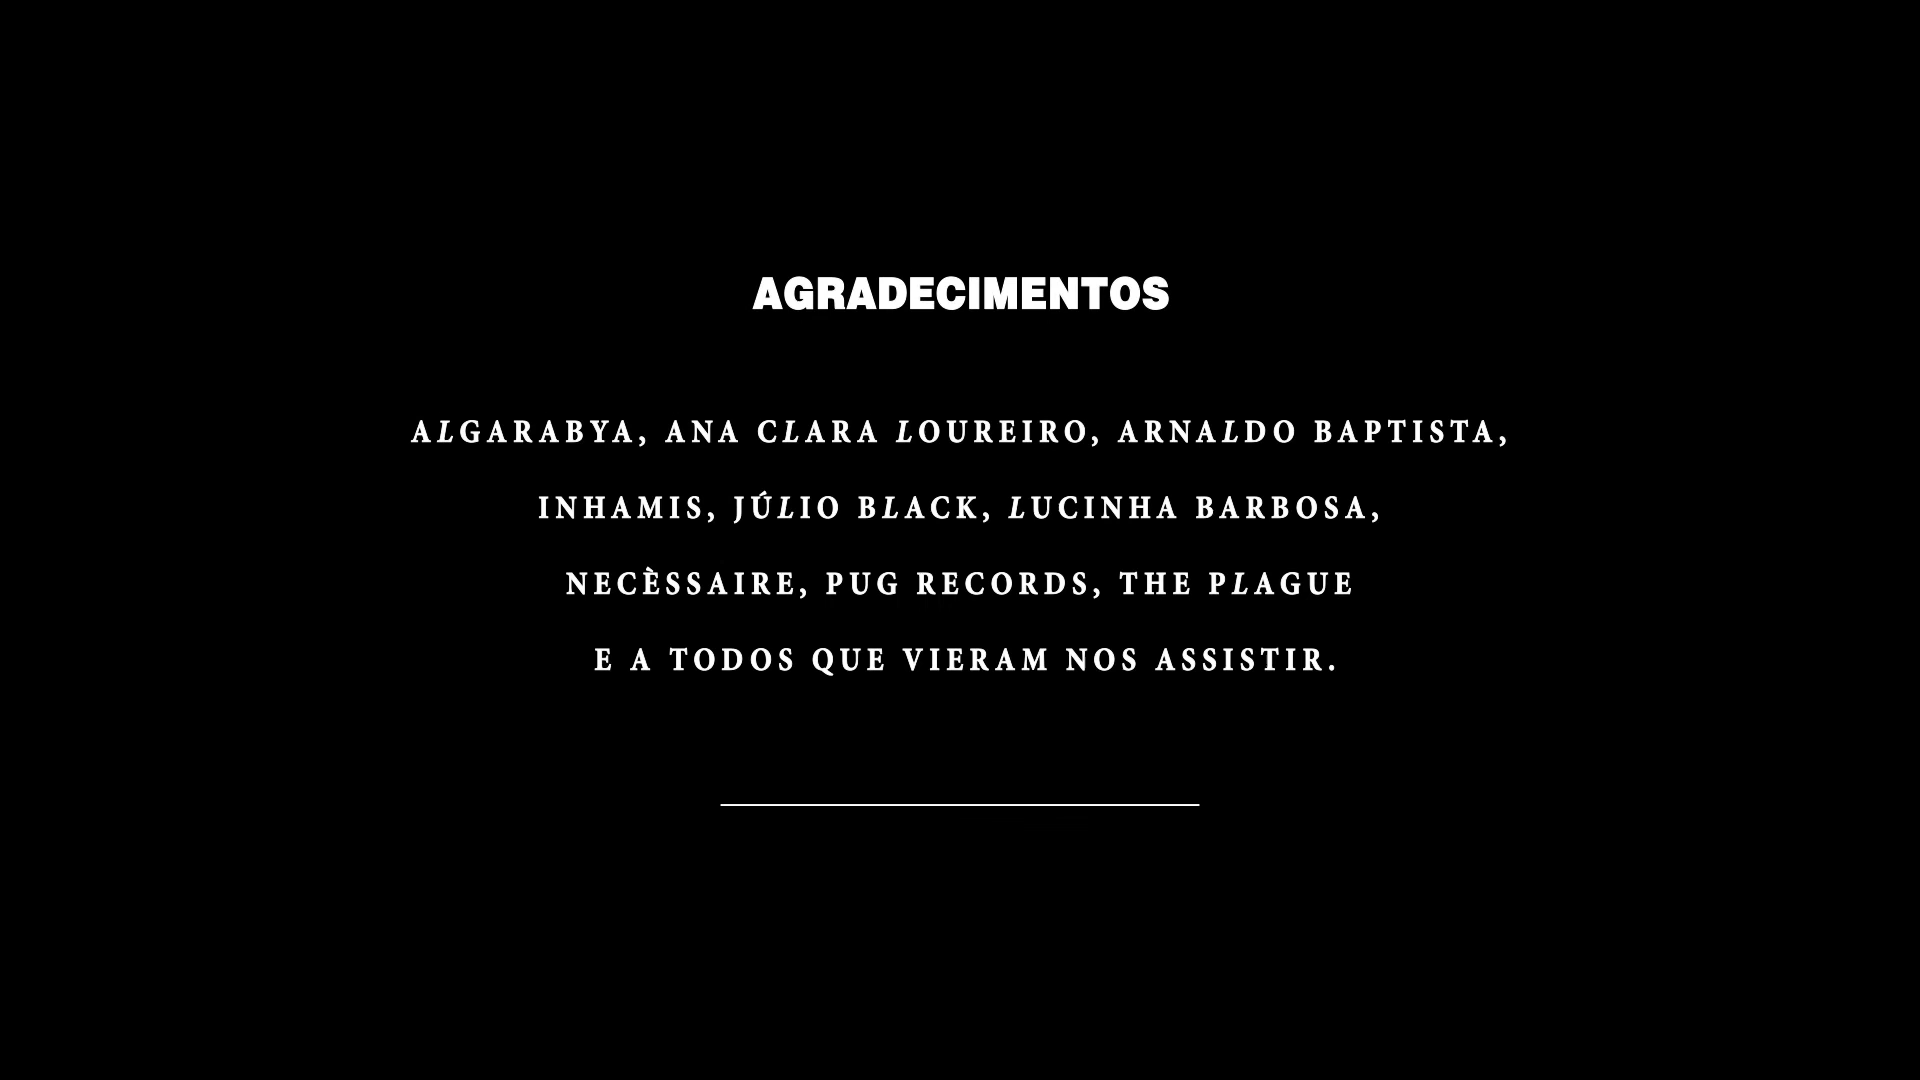 AGRADECIMENTOS
ALGARABYA, ANA CLARA LOUREIRO, ARNALDO BAPTISTA,
INHAMIS, JÚLIO BLACK, LUCINHA BARBOSA,
NECÈSSAIRE, PUG RECORDS, THE PLAGUE
E A TODOS QUE VIERAM NOS ASSISTIR.